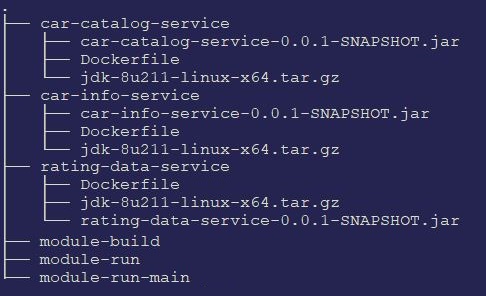 .
├── car-catalog-service
│   ├── car-catalog-service-0.0.1-SNAPSHOT.jar
│   ├── Dockerfile
│   └── jdk-8u211-linux-x64.tar.gz
├── car-info-service
│   ├── car-info-service-0.0.1-SNAPSHOT.jar
│   ├── Dockerfile
│   └── jdk-8u211-linux-x64.tar.gz
├── rating-data-service
│   ├── Dockerfile
│   ├── jdk-8u211-linux-x64.tar.gz
│   └── rating-data-service-0.0.1-SNAPSHOT.jar
├── module-build
├── module-run
└── module-run-main